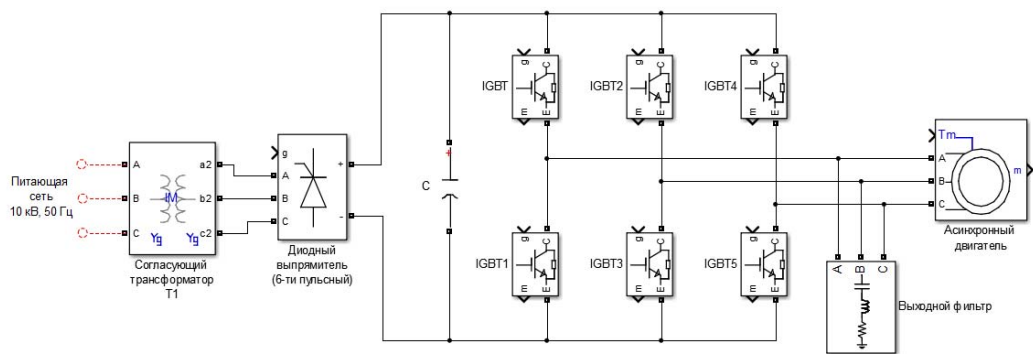 Питающая
сеть
10 кВ, 50 Гц
A
B
C
a2
b2
c2
Yg
Yg
Согласующий
трансформатор
T1
g
A
B
C
+
-
Диодный
выпрямитель
(6-ти пульсный)
+
C
IGBT
g
C
m
E
IGBT2
g
C
m
E
IGBT4
g
C
m
E
IGBT1
g
C
m
E
IGBT3
g
C
m
E
IGBT5
g
C
m
E
Tm
A
B
C
m
Асинхронный
двигатель
A
B
C
Выходной фильтр